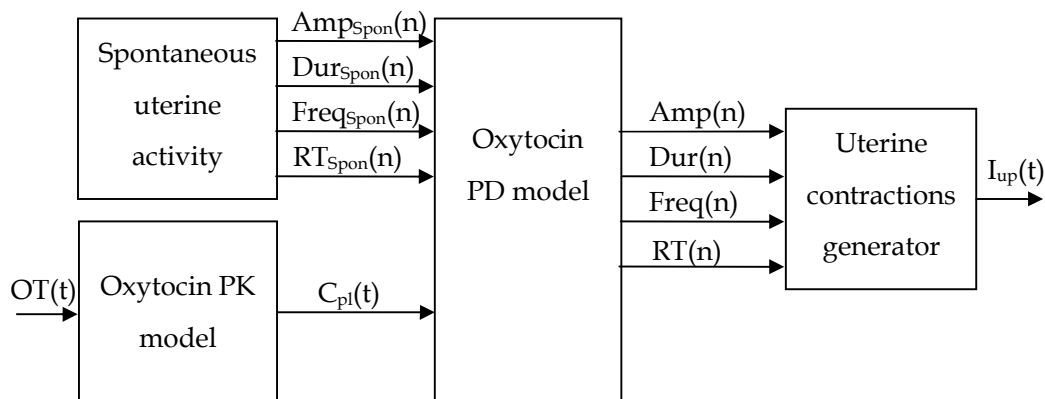 Spontaneous
uterine
activity
Amp_Spon(n)
Dur_Spon(n)
Freq_Spon(n)
RT_Spon(n)
OT(t)
Oxytocin PK
model
C_pl(t)
Oxytocin
PD model
Amp(n)
Dur(n)
Freq(n)
RT(n)
Uterine
contractions
generator
I_up(t)